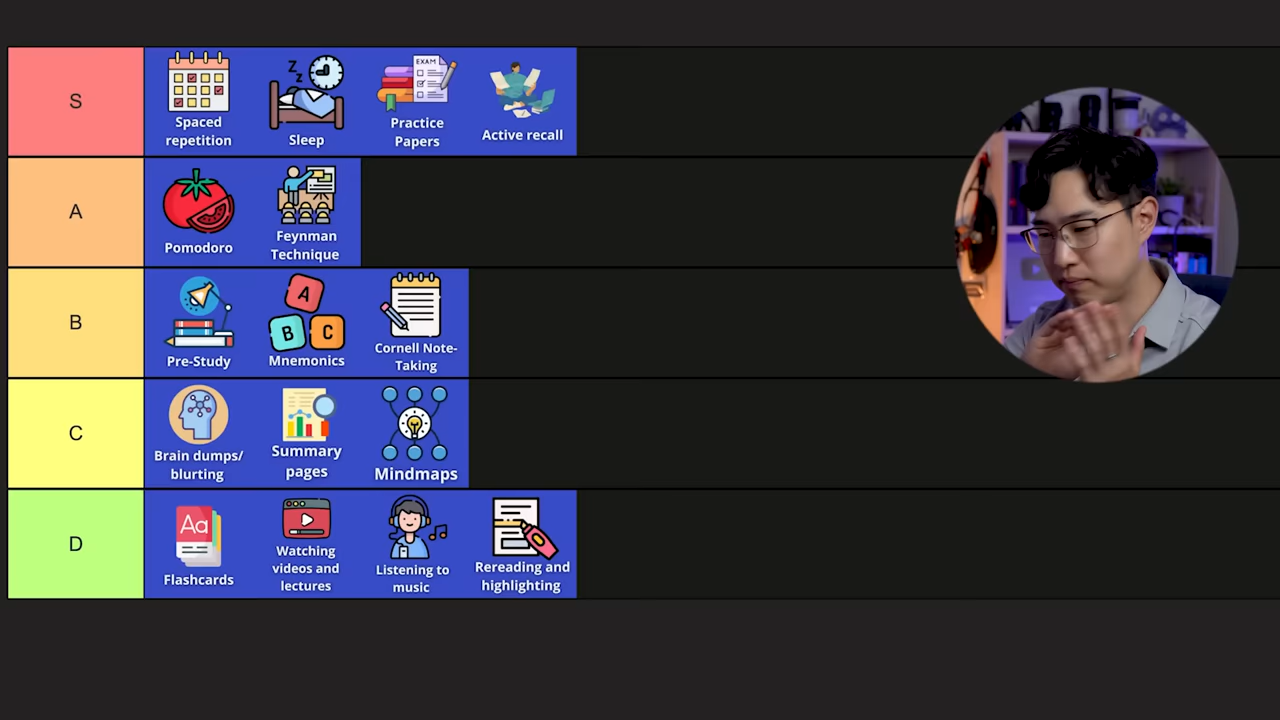 S
Spaced
repetition
Sleep
Practice
Papers
Active recall
A
Pomodoro
Feynman
Technique
B
Pre-Study
Mnemonics
Cornell Note-
Taking
C
Brain dumps/
blurting
Summary
pages
Mindmaps
D
Flashcards
Watching
videos and
lectures
Listening to
music
Rereading and
highlighting
Z
Z
EXAM
A
B
C
Aa